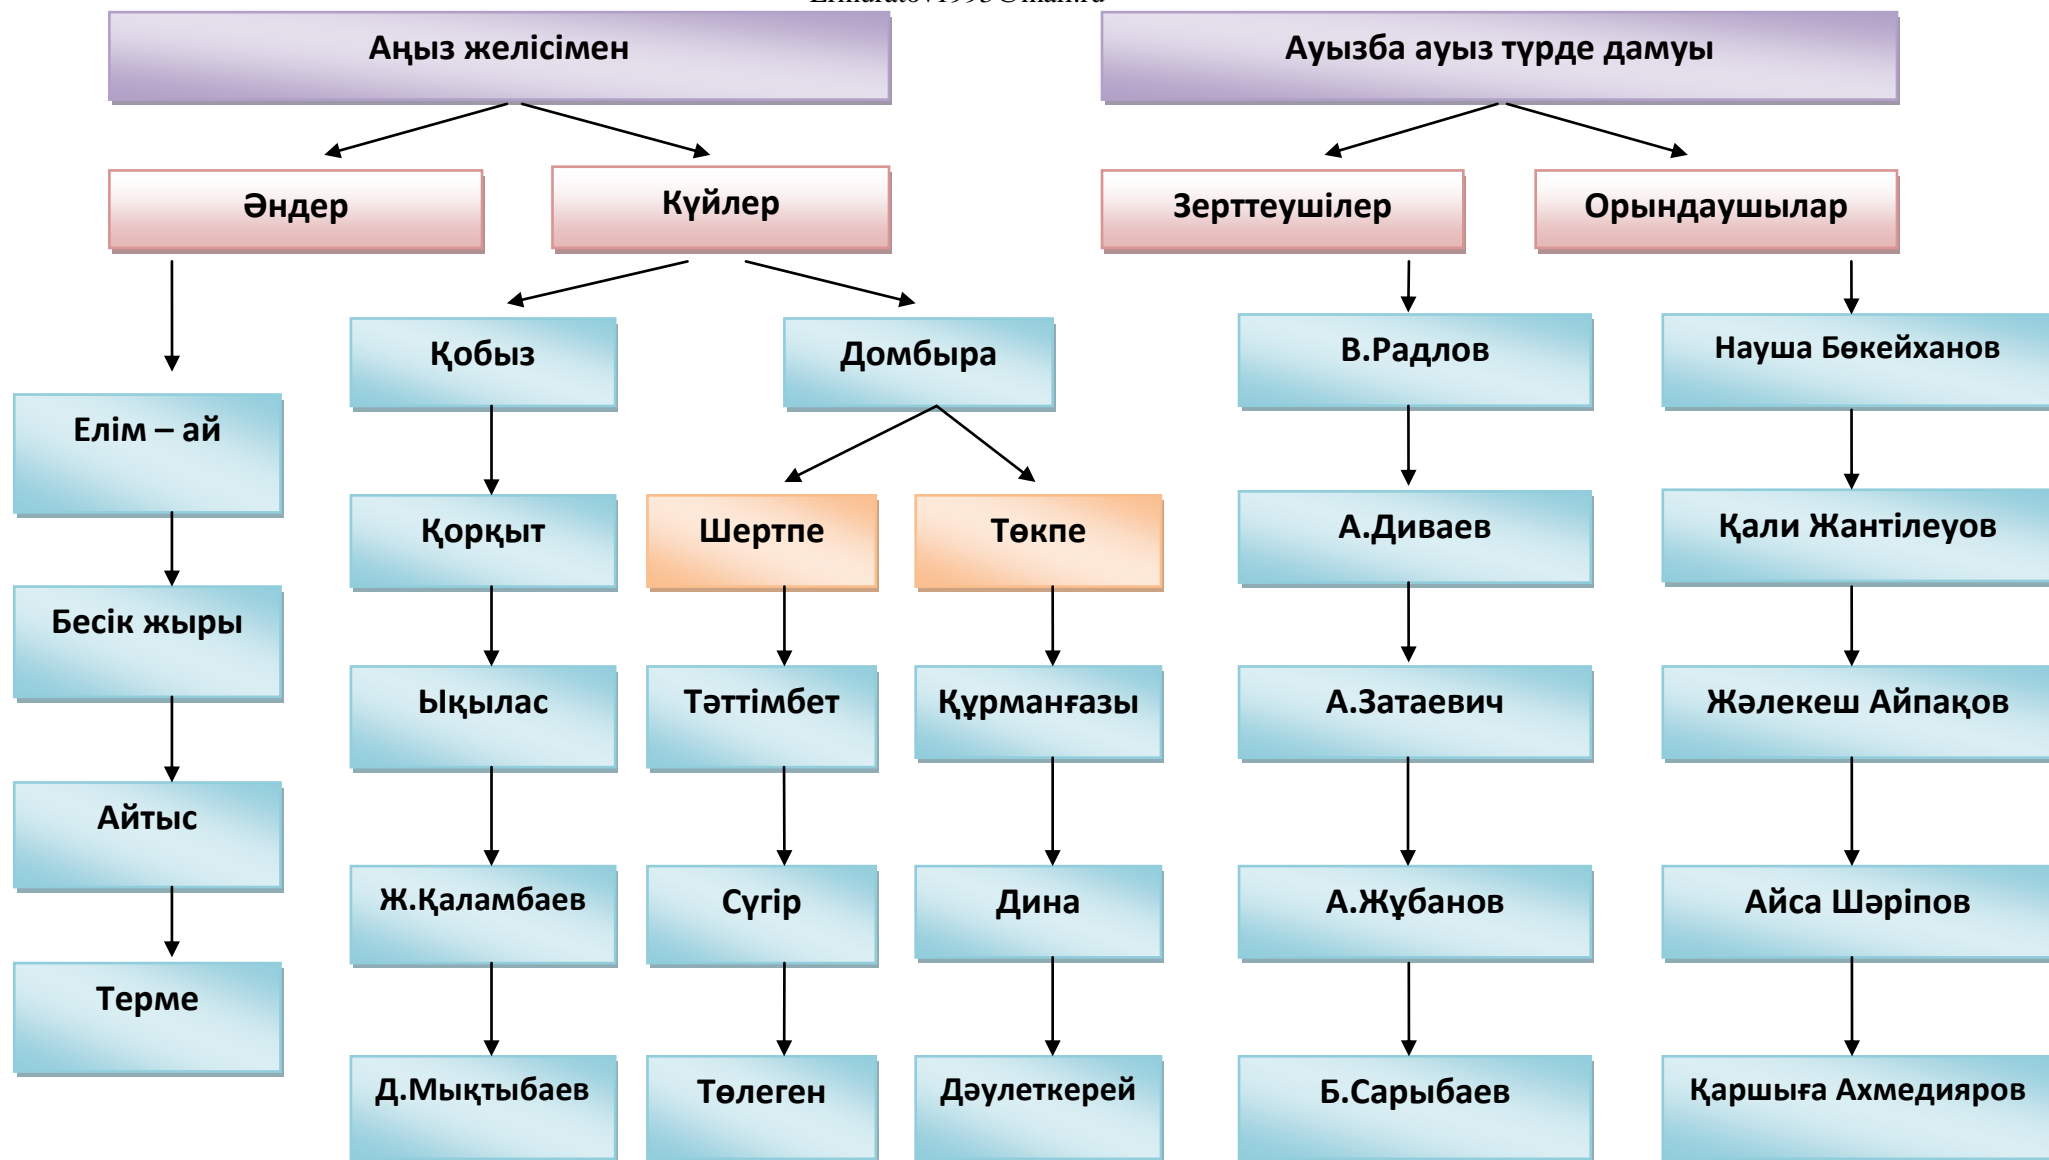 Аңыз желісімен
Ауызба ауыз түрде дамуы
Әндер
Күйлер
Зерттеушілер
Орындаушылар
Қобыз
Домбыра
В.Радлов
Науша Бөкейханов
Елім – ай
Қорқыт
Шертпе
Төкпе
А.Диваев
Қали Жантілеуов
Бесік жыры
Ықылас
Тәттімбет
Құрманғазы
А.Затаевич
Жәлекеш Айпақов
Айтыс
Ж.Қаламбаев
Сүгір
Дина
А.Жұбанов
Айса Шәріпов
Терме
Д.Мықтыбаев
Төлеген
Дәулеткерей
Б.Сарыбаев
Қаршыға Ахмедияров